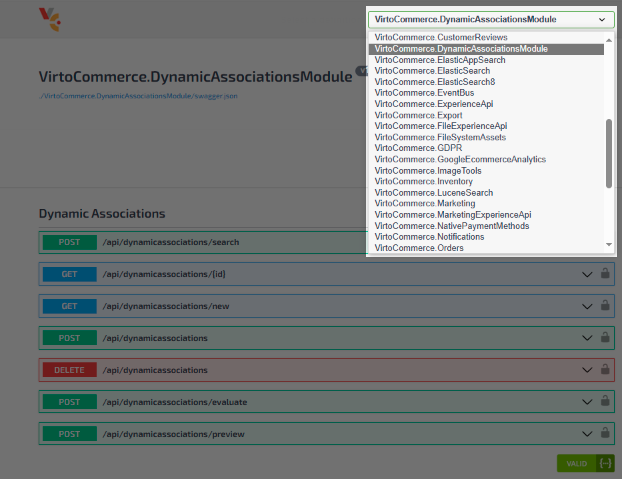 VirtoCommerce.DynamicAssociationsModule
VirtoCommerce.CustomerReviews
VirtoCommerce.DynamicAssociationsModule
VirtoCommerce.ElasticAppSearch
VirtoCommerce.ElasticSearch
VirtoCommerce.ElasticSearch8
VirtoCommerce.EventBus
VirtoCommerce.ExperienceApi
VirtoCommerce.Export
VirtoCommerce.FileExperienceApi
VirtoCommerce.FileSystemAssets
VirtoCommerce.GDPR
VirtoCommerce.GoogleEcommerceAnalytics
VirtoCommerce.ImageTools
VirtoCommerce.Inventory
VirtoCommerce.LuceneSearch
VirtoCommerce.Marketing
VirtoCommerce.MarketingExperienceApi
VirtoCommerce.NativePaymentMethods
VirtoCommerce.Notifications
VirtoCommerce.Orders
VirtoCommerce.DynamicAssociationsModule
./VirtoCommerce.DynamicAssociationsModule/swagger.json
Dynamic Associations
POST /api/dynamicassociations/search
GET /api/dynamicassociations/{id}
GET /api/dynamicassociations/new
POST /api/dynamicassociations
DELETE /api/dynamicassociations
POST /api/dynamicassociations/evaluate
POST /api/dynamicassociations/preview
VALID {··}